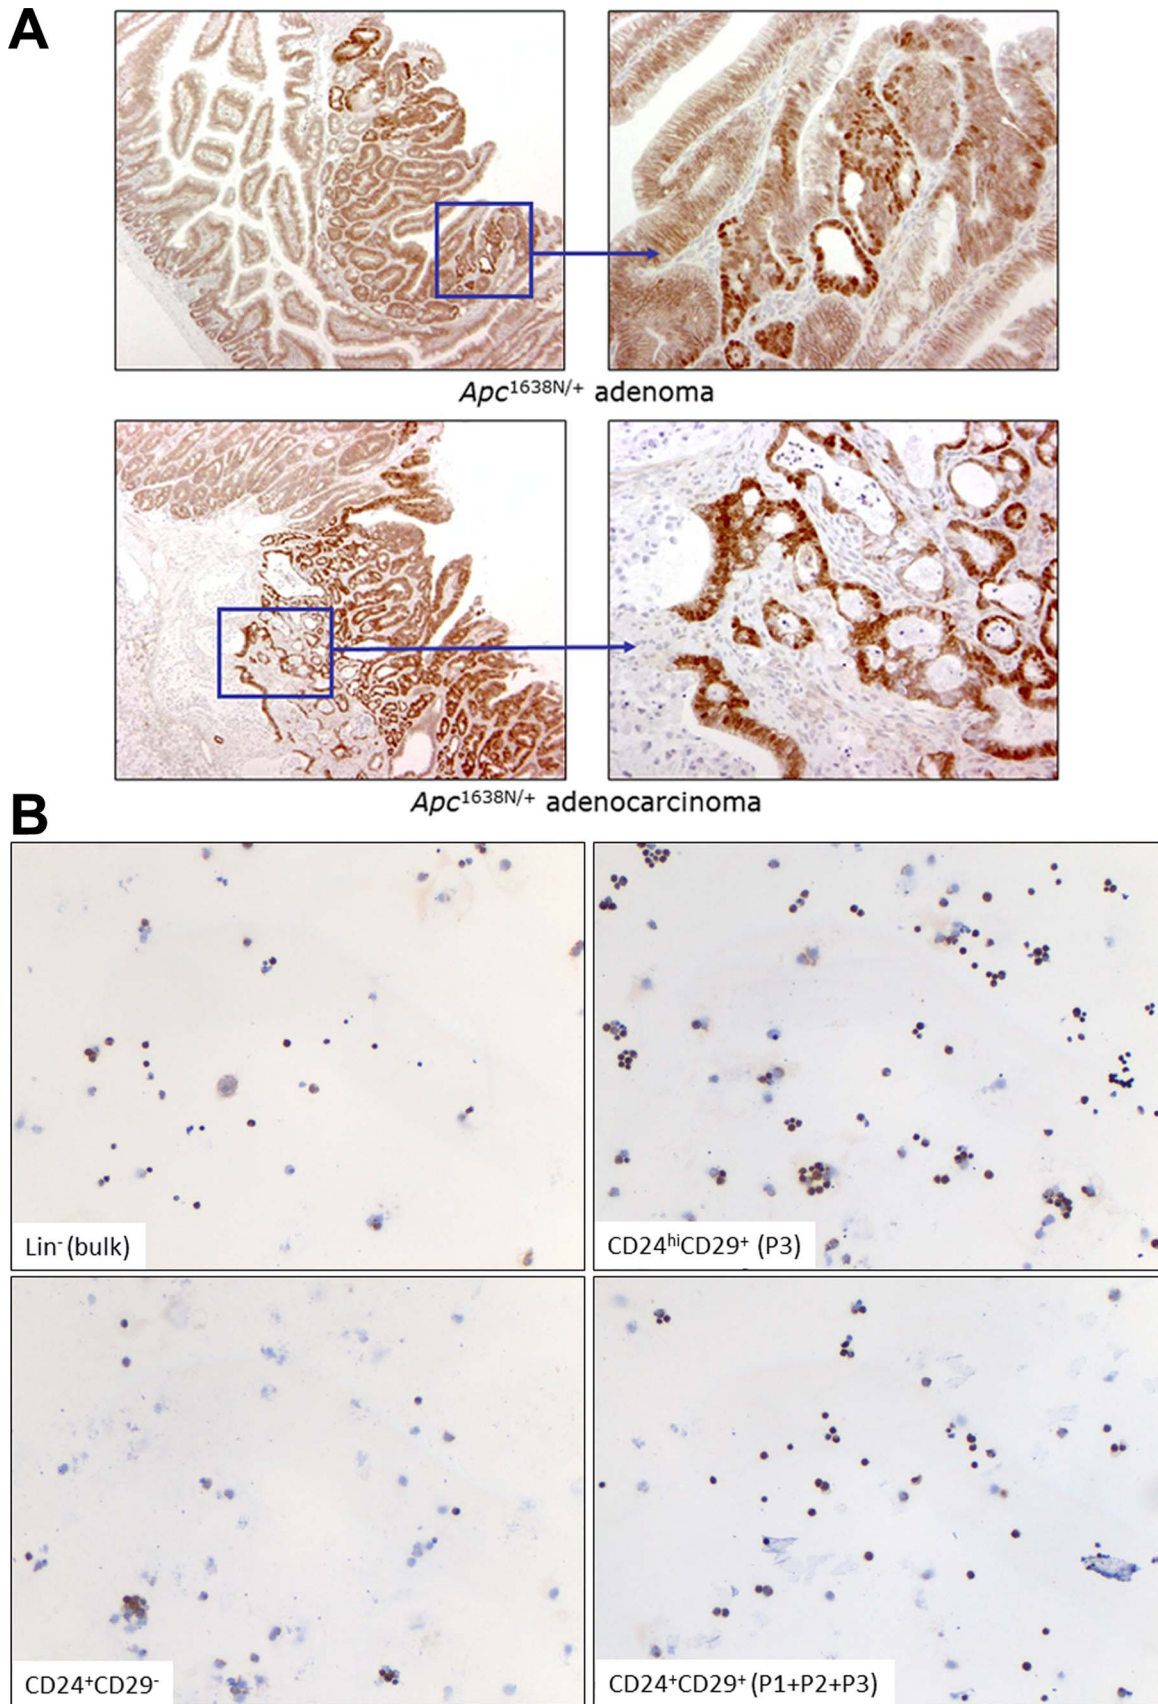 A
Apc1638N/+ adenoma
Apc1638N/+ adenocarcinoma
B
Lin- (bulk)
CD24hiCD29+ (P3)
CD24+CD29-
CD24+CD29+ (P1+P2+P3)